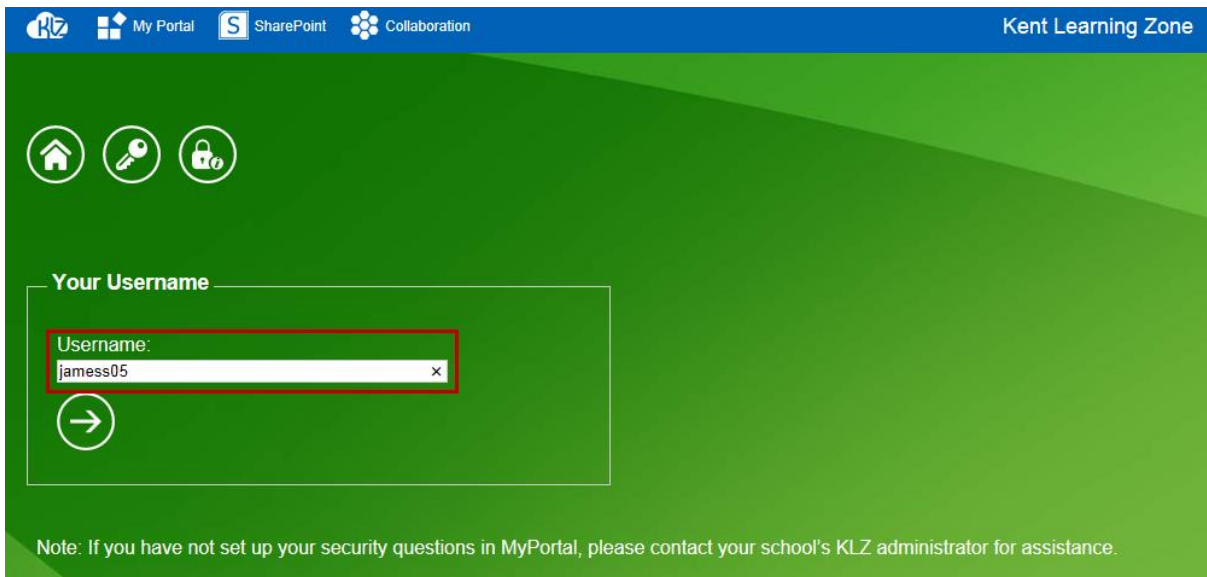 KLZ My Portal S SharePoint Collaboration Kent Learning Zone
Your Username
Username:
jamess05 ×
Note: If you have not set up your security questions in MyPortal, please contact your school's KLZ administrator for assistance.